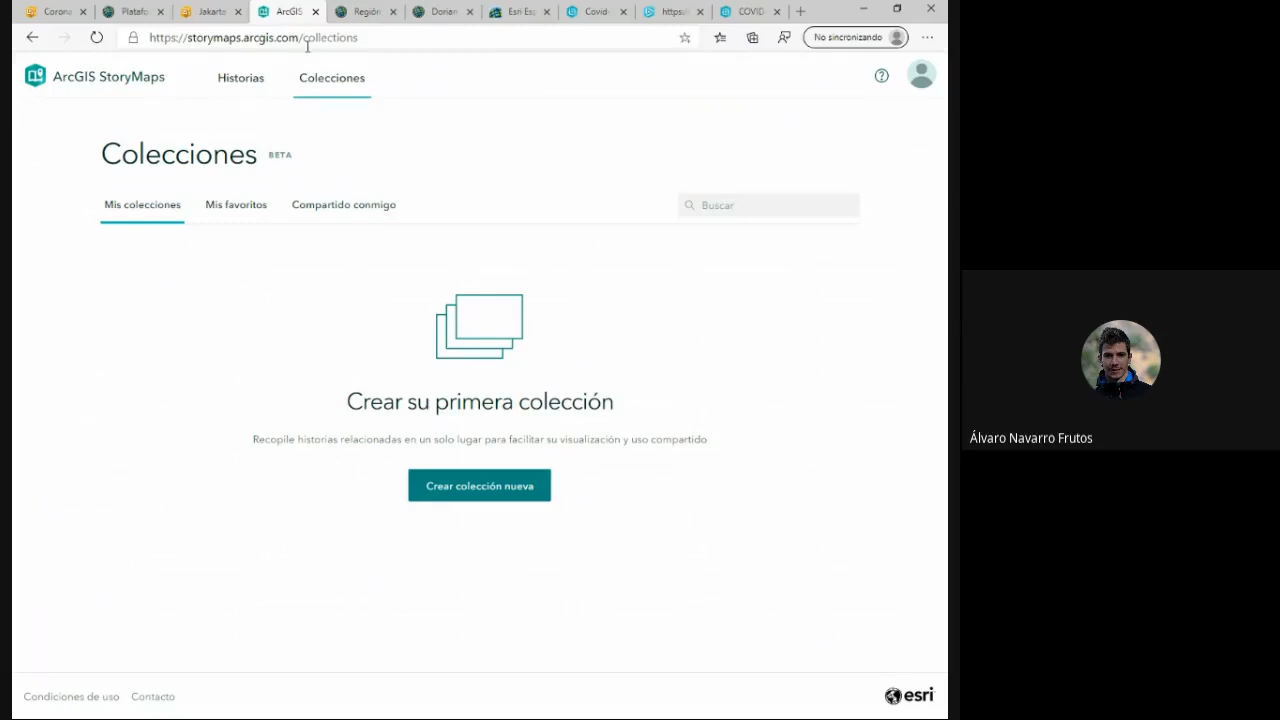 Corona
Platafo
Jakarta
ArcGIS
Región
Dorian
Esri Esp
Covid-
https:/
COVID-
https://storymaps.arcgis.com/collections
No sincronizando
ArcGIS StoryMaps
Historias
Colecciones
Colecciones BETA
Mis colecciones
Mis favoritos
Compartido conmigo
Buscar
Crear su primera colección
Recopile historias relacionadas en un solo lugar para facilitar su visualización y uso compartido
Crear colección nueva
Álvaro Navarro Frutos
Condiciones de uso
Contacto
esri